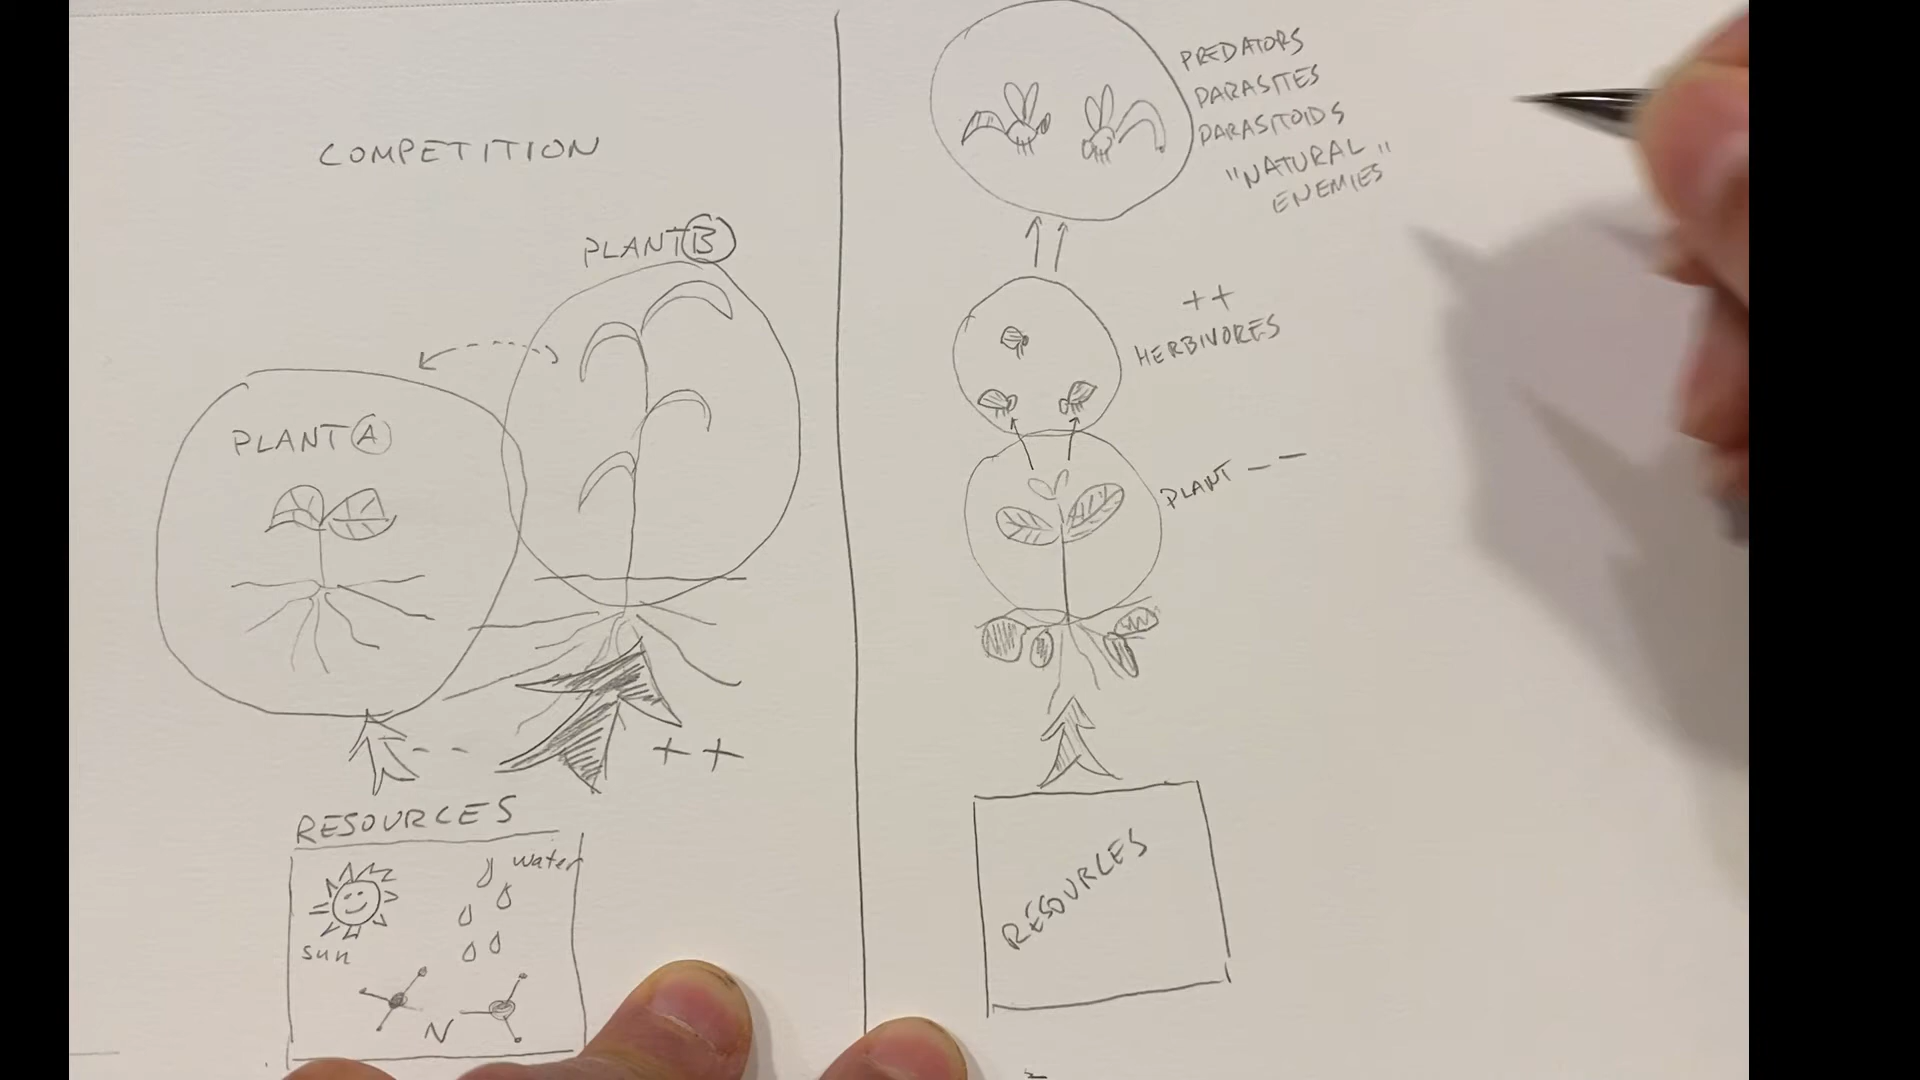 COMPETITION
PLANT B
PLANT A
- -
+ +
RESOURCES
water
sun
N
PREDATORS
PARASITES
PARASITOIDS
"NATURAL"
ENEMIES
+ +
HERBIVORES
PLANT - -
RESOURCES